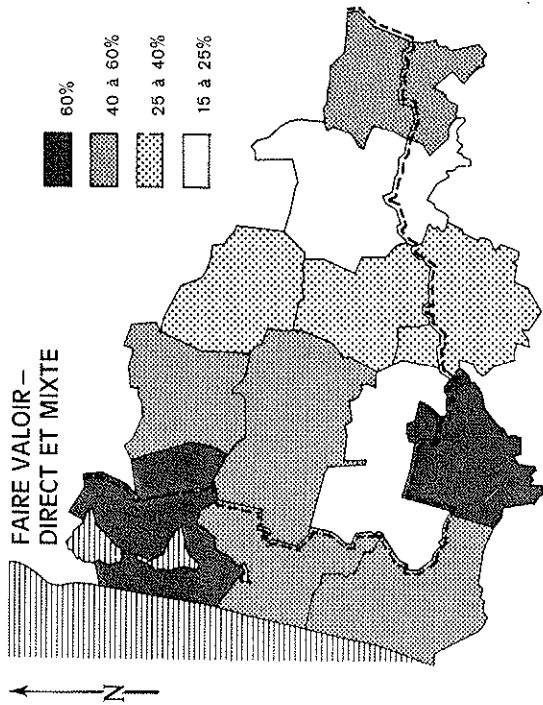 FAIRE VALOIR–
DIRECT ET MIXTE
60%
40 à 60%
25 à 40%
15 à 25%
N